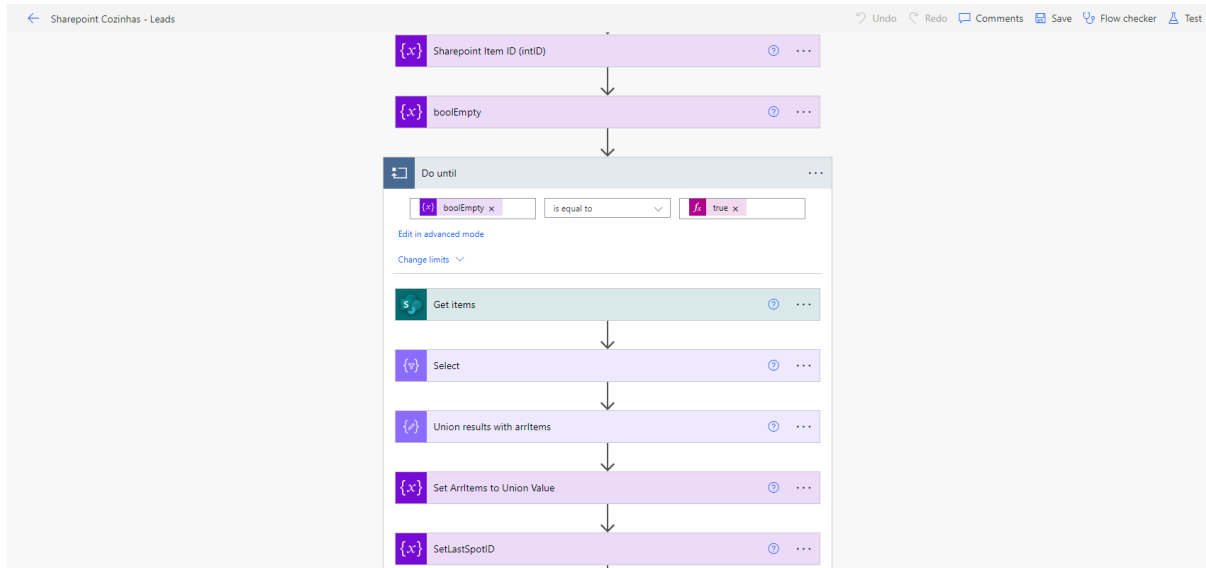 Sharepoint Cozinhas - Leads
Undo Redo Comments Save Flow checker Test
{x} Sharepoint Item ID (intID)
{x} boolEmpty
Do until
{x} boolEmpty × is equal to fx true ×
Edit in advanced mode
Change limits
S Get items
Select
Union results with arrItems
{x} Set ArrItems to Union Value
{x} SetLastSpotID